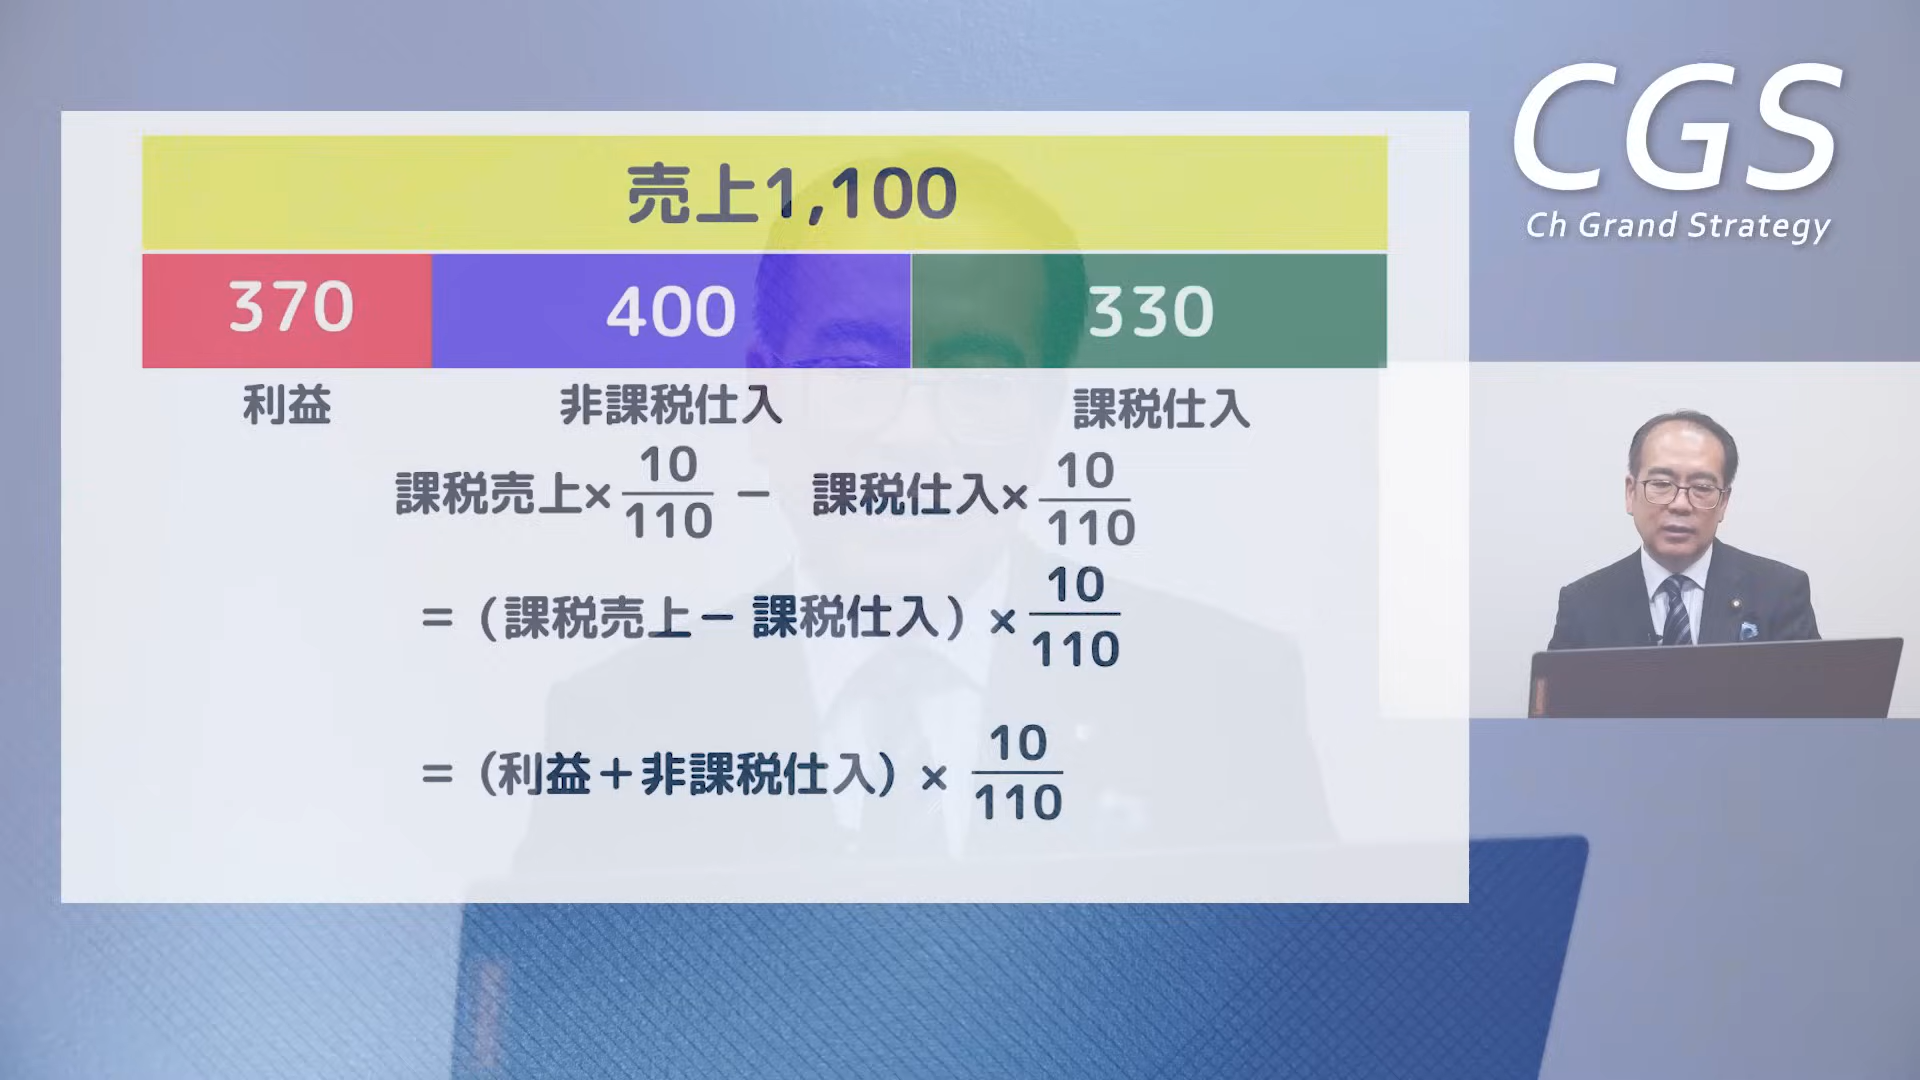 CGS
Ch Grand Strategy
売上1,100
370 400 330
利益 非課税仕入 課税仕入
課税売上×10/110 − 課税仕入×10/110
＝（課税売上−課税仕入）×10/110
＝（利益＋非課税仕入）×10/110